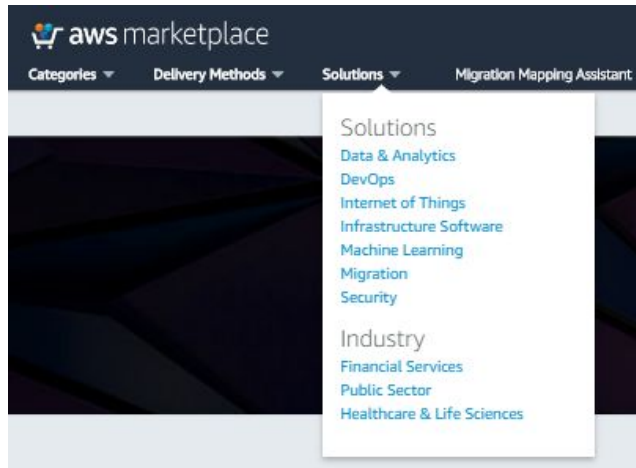 aws marketplace
Categories Delivery Methods Solutions Migration Mapping Assistant
Solutions
Data & Analytics
DevOps
Internet of Things
Infrastructure Software
Machine Learning
Migration
Security
Industry
Financial Services
Public Sector
Healthcare & Life Sciences